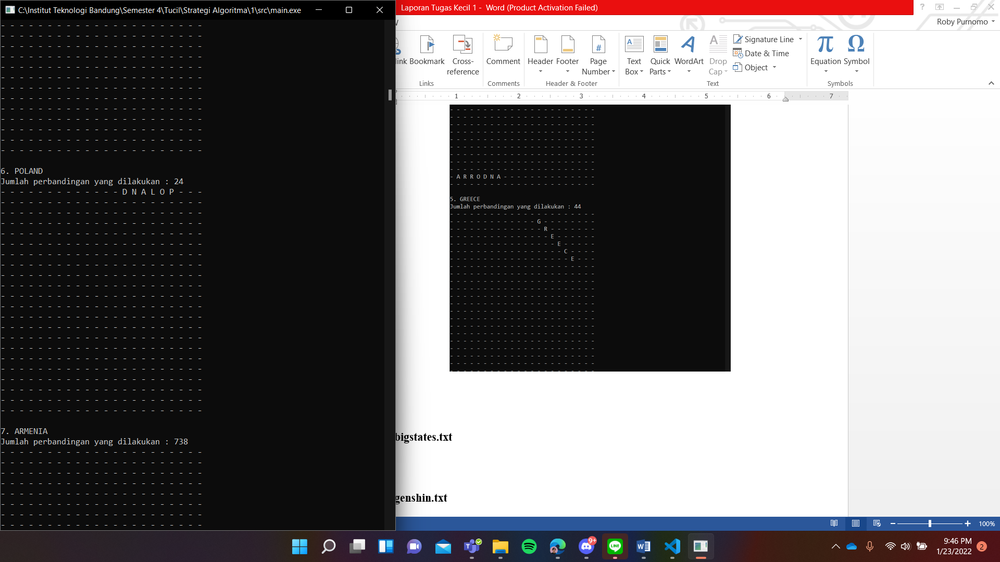 C:\Institut Teknologi Bandung\Semester 4\Tucil\Strategi Algoritma\1\src\main.exe
6. POLAND
Jumlah perbandingan yang dilakukan : 24
- - - - - - - - - - - - - D N A L O P - - -
7. ARMENIA
Jumlah perbandingan yang dilakukan : 738
Laporan Tugas Kecil 1 - Word (Product Activation Failed)
Roby Purnomo
Bookmark
Cross-reference
Links
Comment
Comments
Header
Footer
Page Number
Header & Footer
Text Box
Quick Parts
WordArt
Drop Cap
Signature Line
Date & Time
Object
Text
Equation
Symbol
Symbols
1 2 3 4 5 6 7
- A R R O D N A - - - - - - - - - - - - - -
5. GREECE
Jumlah perbandingan yang dilakukan : 44
G
R
E
E
C
E
bigstates.txt
genshin.txt
100%
9+
LINE
9:46 PM
1/23/2022
2